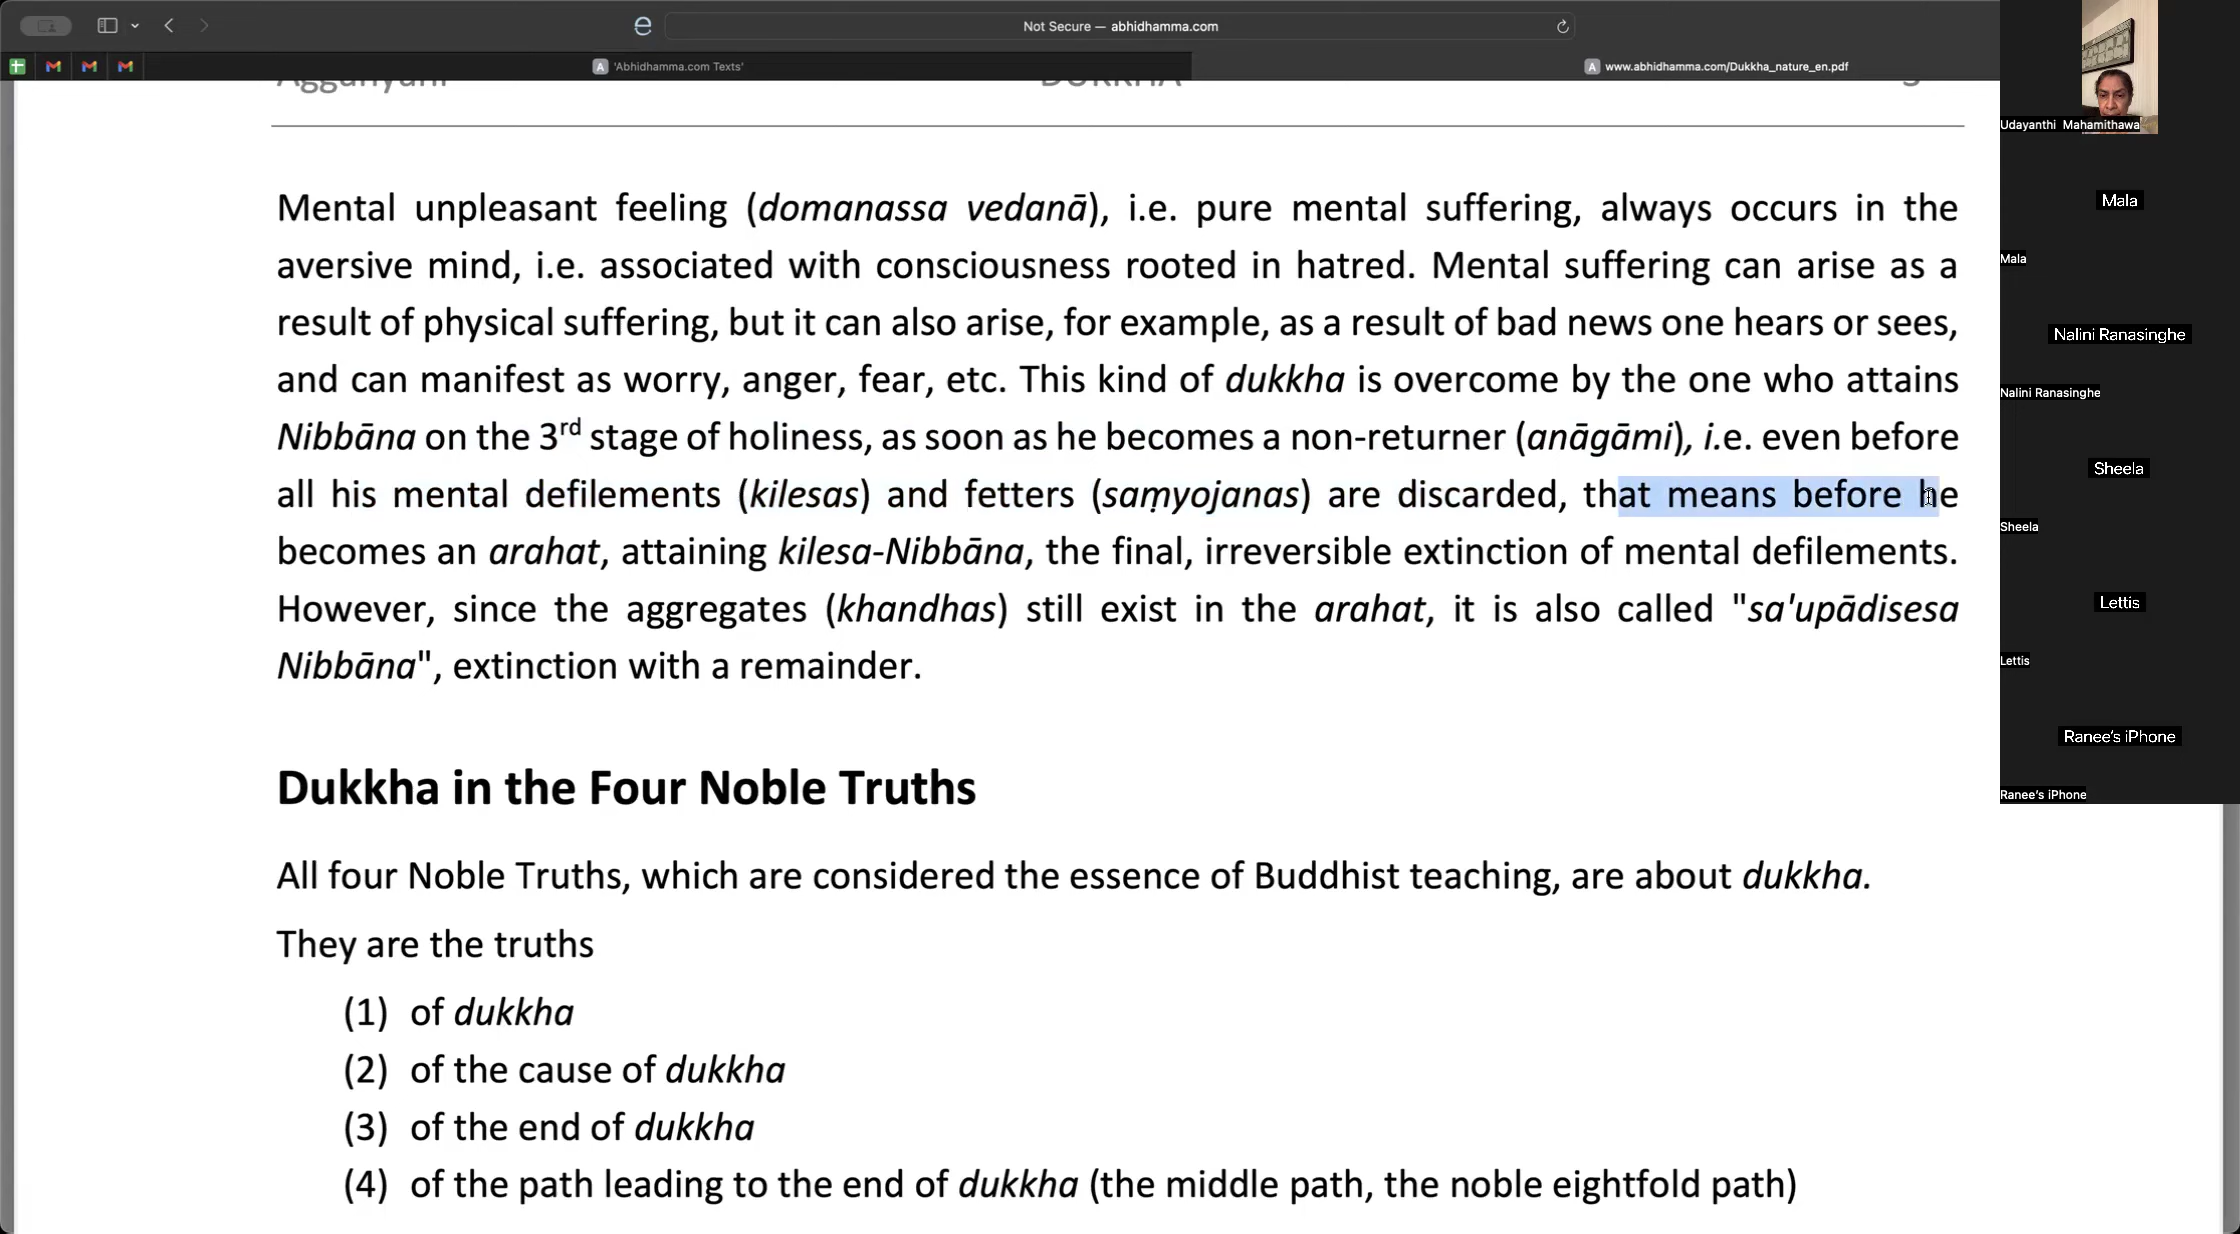 Not Secure — abhidhamma.com
'Abhidhamma.com Texts'
www.abhidhamma.com/Dukkha_nature_en.pdf
DUKKHA
Mental unpleasant feeling (domanassa vedanā), i.e. pure mental suffering, always occurs in the
aversive mind, i.e. associated with consciousness rooted in hatred. Mental suffering can arise as a
result of physical suffering, but it can also arise, for example, as a result of bad news one hears or sees,
and can manifest as worry, anger, fear, etc. This kind of dukkha is overcome by the one who attains
Nibbāna on the 3rd stage of holiness, as soon as he becomes a non-returner (anāgāmi), i.e. even before
all his mental defilements (kilesas) and fetters (saṃyojanas) are discarded, that means before he
becomes an arahat, attaining kilesa-Nibbāna, the final, irreversible extinction of mental defilements.
However, since the aggregates (khandhas) still exist in the arahat, it is also called "sa'upādisesa
Nibbāna", extinction with a remainder.
Dukkha in the Four Noble Truths
All four Noble Truths, which are considered the essence of Buddhist teaching, are about dukkha.
They are the truths
(1) of dukkha
(2) of the cause of dukkha
(3) of the end of dukkha
(4) of the path leading to the end of dukkha (the middle path, the noble eightfold path)
Udayanthi Mahamithawa
Mala
Mala
Nalini Ranasinghe
Nalini Ranasinghe
Sheela
Sheela
Lettis
Lettis
Ranee's iPhone
Ranee's iPhone